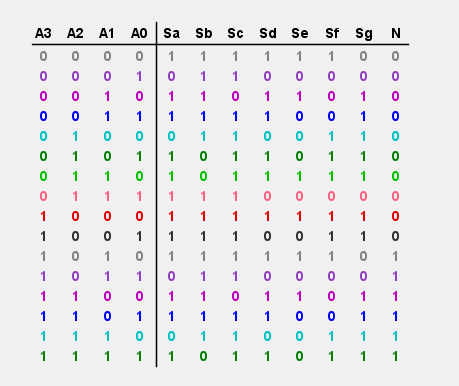 A3 A2 A1 A0 Sa Sb Sc Sd Se Sf Sg N
0 0 0 0 1 1 1 1 1 1 0 0
0 0 0 1 0 1 1 0 0 0 0 0
0 0 1 0 1 1 0 1 1 0 1 0
0 0 1 1 1 1 1 1 0 0 1 0
0 1 0 0 0 1 1 0 0 1 1 0
0 1 0 1 1 0 1 1 0 1 1 0
0 1 1 0 1 0 1 1 1 1 1 0
0 1 1 1 1 1 1 0 0 0 0 0
1 0 0 0 1 1 1 1 1 1 1 0
1 0 0 1 1 1 1 0 0 1 1 0
1 0 1 0 1 1 1 1 1 1 0 1
1 0 1 1 0 1 1 0 0 0 0 1
1 1 0 0 1 1 0 1 1 0 1 1
1 1 0 1 1 1 1 1 0 0 1 1
1 1 1 0 0 1 1 0 0 1 1 1
1 1 1 1 1 0 1 1 0 1 1 1